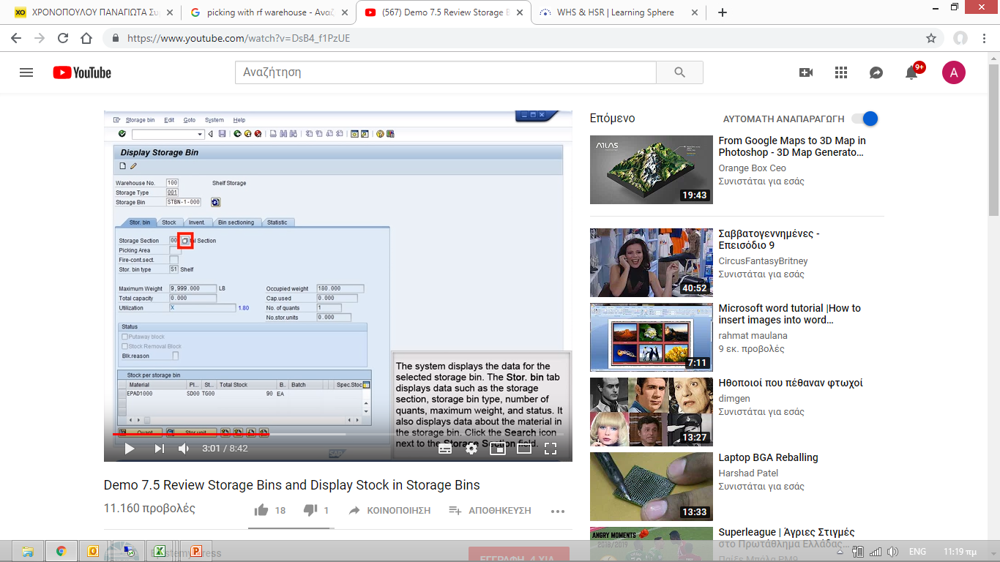 ΧΡΟΝΟΠΟΥΛΟΥ ΠΑΝΑΓΙΩΤΑ Συ
picking with rf warehouse - Ανα
(567) Demo 7.5 Review Storage B
WHS & HSR | Learning Sphere
https://www.youtube.com/watch?v=DsB4_f1PzUE
YouTube
Αναζήτηση
9+
A
Storage bin Edit Goto System Help
Display Storage Bin
Warehouse No. 100 Shelf Storage
Storage Type 001
Storage Bin STBN-1-000
Stor. bin Stock Invent. Bin sectioning Statistic
Storage Section 00 Section
Picking Area
Fire-cont.sect.
Stor. bin type S1 Shelf
Maximum Weight 9,999.000 LB Occupied weight 180.000
Total capacity 0.000 Cap.used 0.000
Utilization X 1.80 No. of quants 1
No.stor.units 0.000
Status
Putaway block
Stock Removal Block
Blk.reason
Stock per storage bin
Material Pl... St... Total Stock B.. Batch Spec.Stoc
EPAD1000 SD00 TG00 90 EA
Quant Stor.unit
The system displays the data for the
selected storage bin. The Stor. bin tab
displays data such as the storage
section, storage bin type, number of
quants, maximum weight, and status. It
also displays data about the material in
the storage bin. Click the Search icon
next to the Storage Section field.
3:01 / 8:42
SAP
Demo 7.5 Review Storage Bins and Display Stock in Storage Bins
11.160 προβολές
18 1 ΚΟΙΝΟΠΟΙΗΣΗ ΑΠΟΘΗΚΕΥΣΗ
Επόμενο ΑΥΤΟΜΑΤΗ ΑΝΑΠΑΡΑΓΩΓΗ
ATLAS
19:43
From Google Maps to 3D Map in
Photoshop - 3D Map Generato...
Orange Box Ceo
Συνιστάται για εσάς
40:52
Σαββατογεννημένες -
Επεισόδιο 9
CircusFantasyBritney
Συνιστάται για εσάς
7:11
Microsoft word tutorial |How to
insert images into word...
rahmat maulana
9 εκ. προβολές
13:27
Ηθοποιοί που πέθαναν φτωχοί
dimgen
Συνιστάται για εσάς
13:33
Laptop BGA Reballing
Harshad Patel
Συνιστάται για εσάς
ANGRY MOMENTS
2018/2019
Superleague | Άγριες Στιγμές
στο Πρωτάθλημα Ελλάδας...
Παίξε Μπάλα PM9
ΕΓΓΡΑΦΗ 4 ΧΙΛ
ENG 11:19 πμ